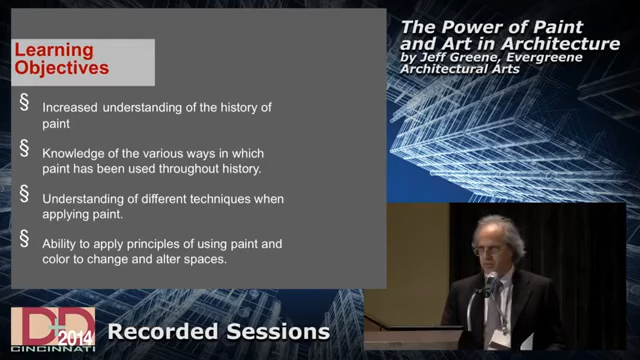 Learning
Objectives
§ Increased understanding of the history of
paint
§ Knowledge of the various ways in which
paint has been used throughout history.
§ Understanding of different techniques when
applying paint.
§ Ability to apply principles of using paint and
color to change and alter spaces.
The Power of Paint
and Art in Architecture
by Jeff Greene, Evergreene
Architectural Arts
D+D
2014
CINCINNATI
Recorded Sessions